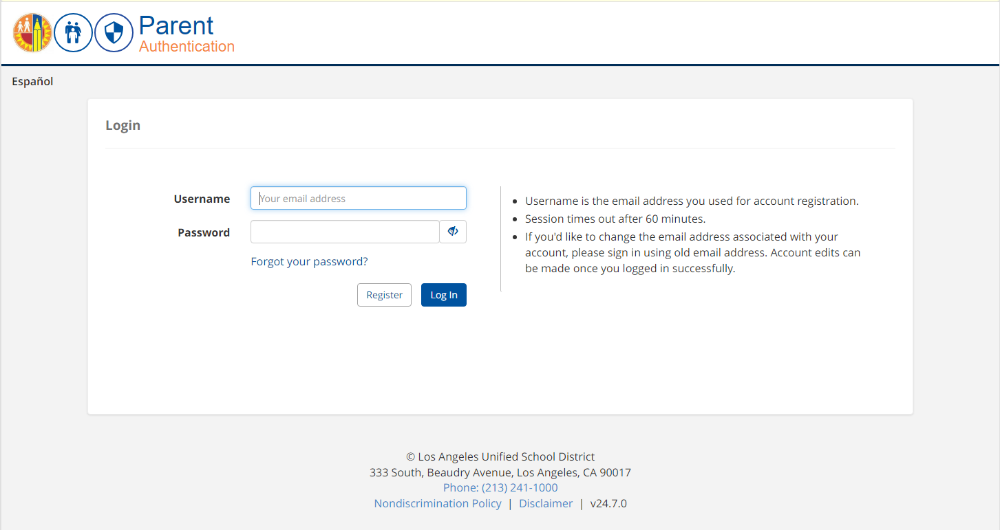 Parent
Authentication
Español
Login
Username
Your email address
Password
Forgot your password?
Register
Log In
Username is the email address you used for account registration.
Session times out after 60 minutes.
If you'd like to change the email address associated with your
account, please sign in using old email address. Account edits can
be made once you logged in successfully.
© Los Angeles Unified School District
333 South, Beaudry Avenue, Los Angeles, CA 90017
Phone: (213) 241-1000
Nondiscrimination Policy | Disclaimer | v24.7.0